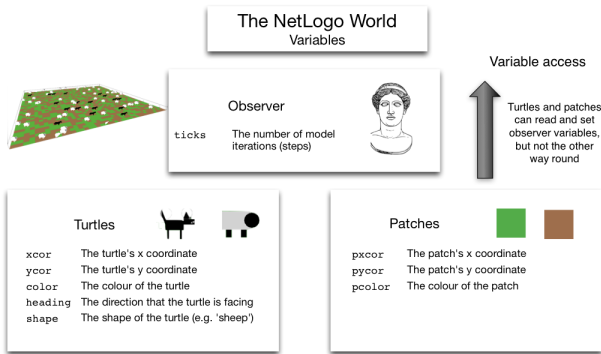 The NetLogo World
Variables
Variable access
Observer
ticks The number of model
iterations (steps)
Turtles and patches
can read and set
observer variables,
but not the other
way round
Turtles
xcor The turtle's x coordinate
ycor The turtle's y coordinate
color The colour of the turtle
heading The direction that the turtle is facing
shape The shape of the turtle (e.g. 'sheep')
Patches
pxcor The patch's x coordinate
pycor The patch's y coordinate
pcolor The colour of the patch